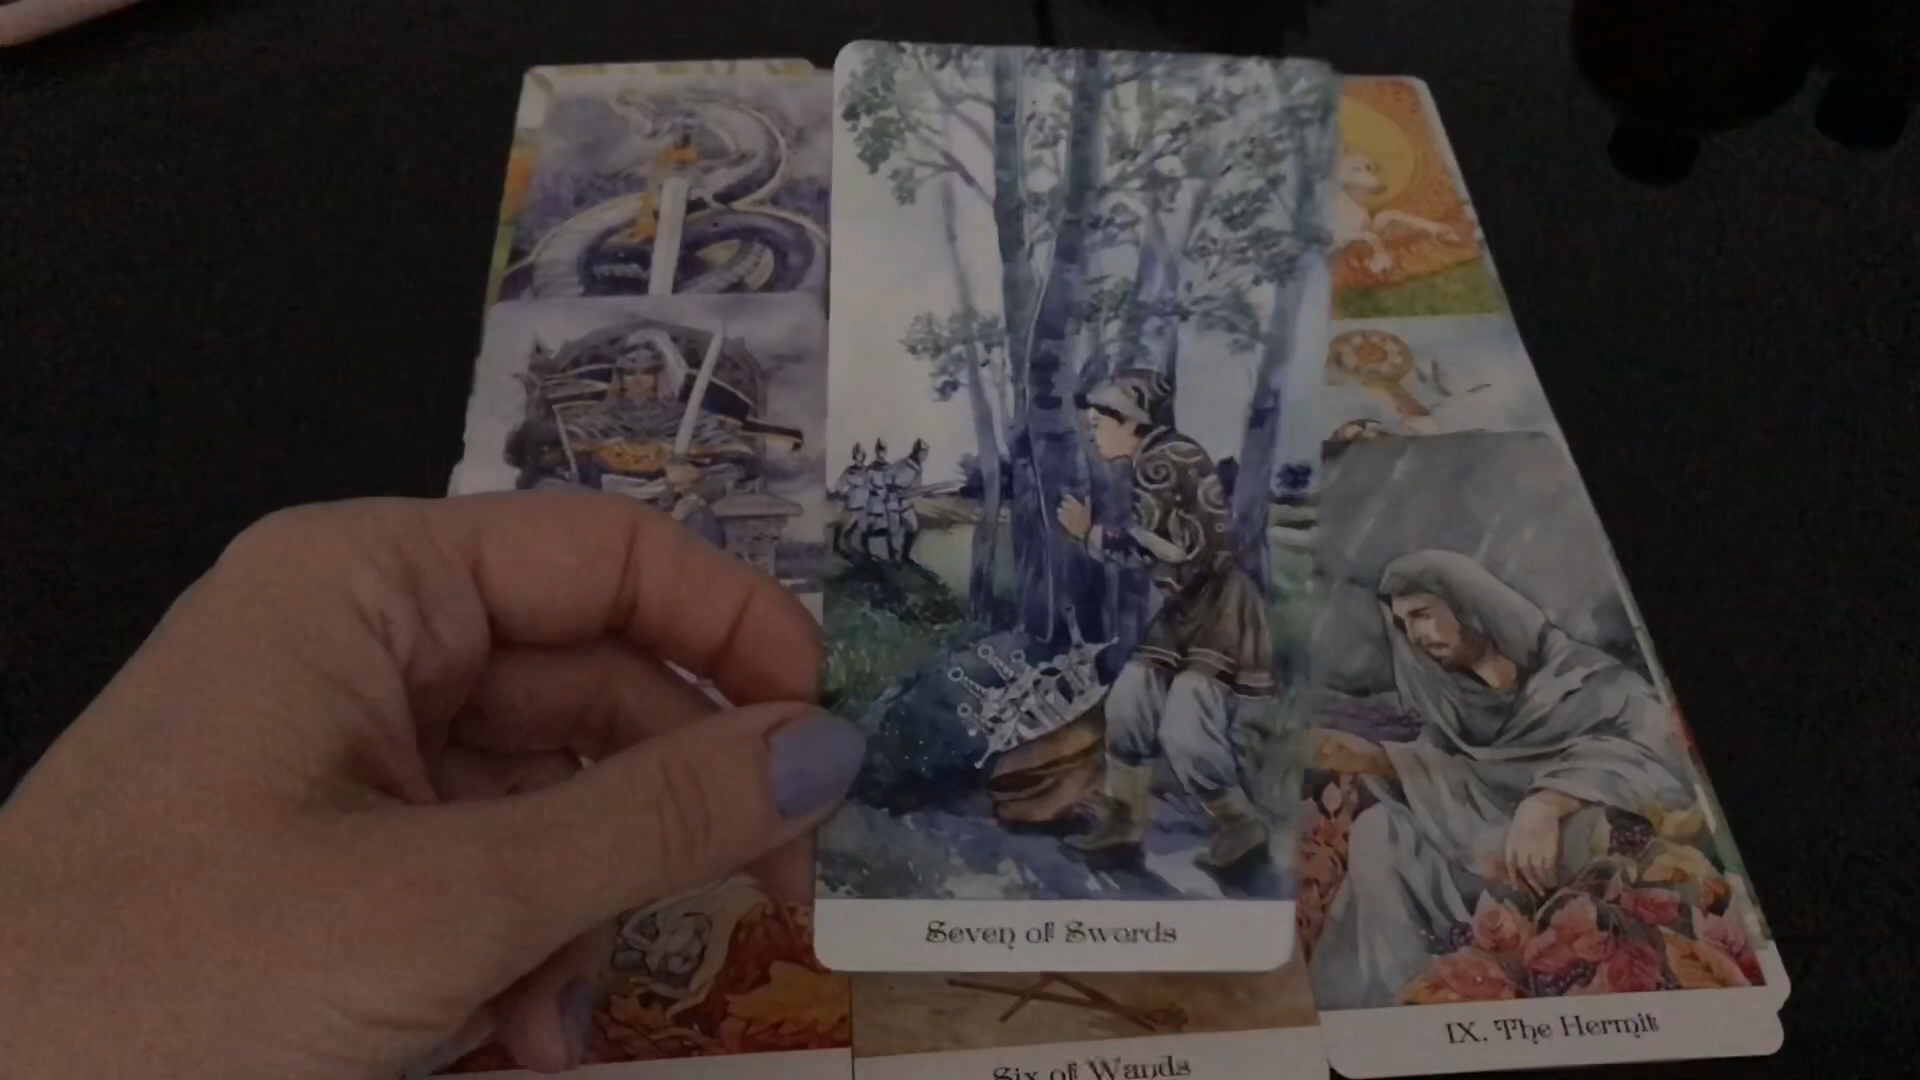 Seven of Swords
IX. The Hermit
Six of Wands